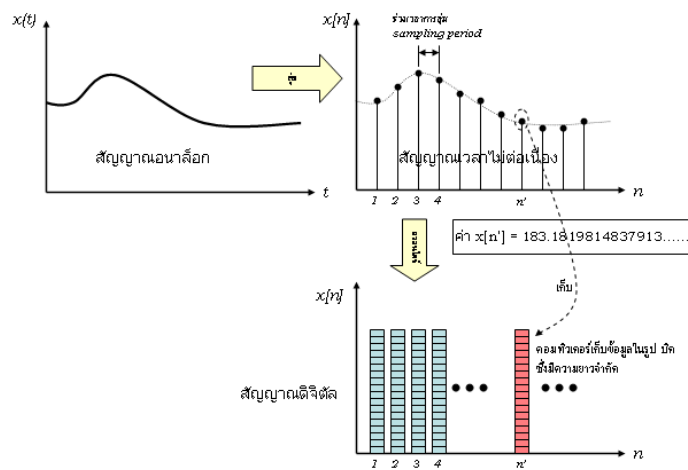 x(t)
สัญญาณอนาล็อก
t
สุ่ม
x[n]
ช่วงเวลาการสุ่ม
sampling period
สัญญาณเวลาไม่ต่อเนื่อง
1 2 3 4 n' n
ค่า x[n'] = 183.1819814837913......
เก็บ
x[n]
คอมพิวเตอร์เก็บข้อมูลในรูป บิต
ซึ่งมีความยาวจำกัด
สัญญาณดิจิตัล
1 2 3 4 n' n